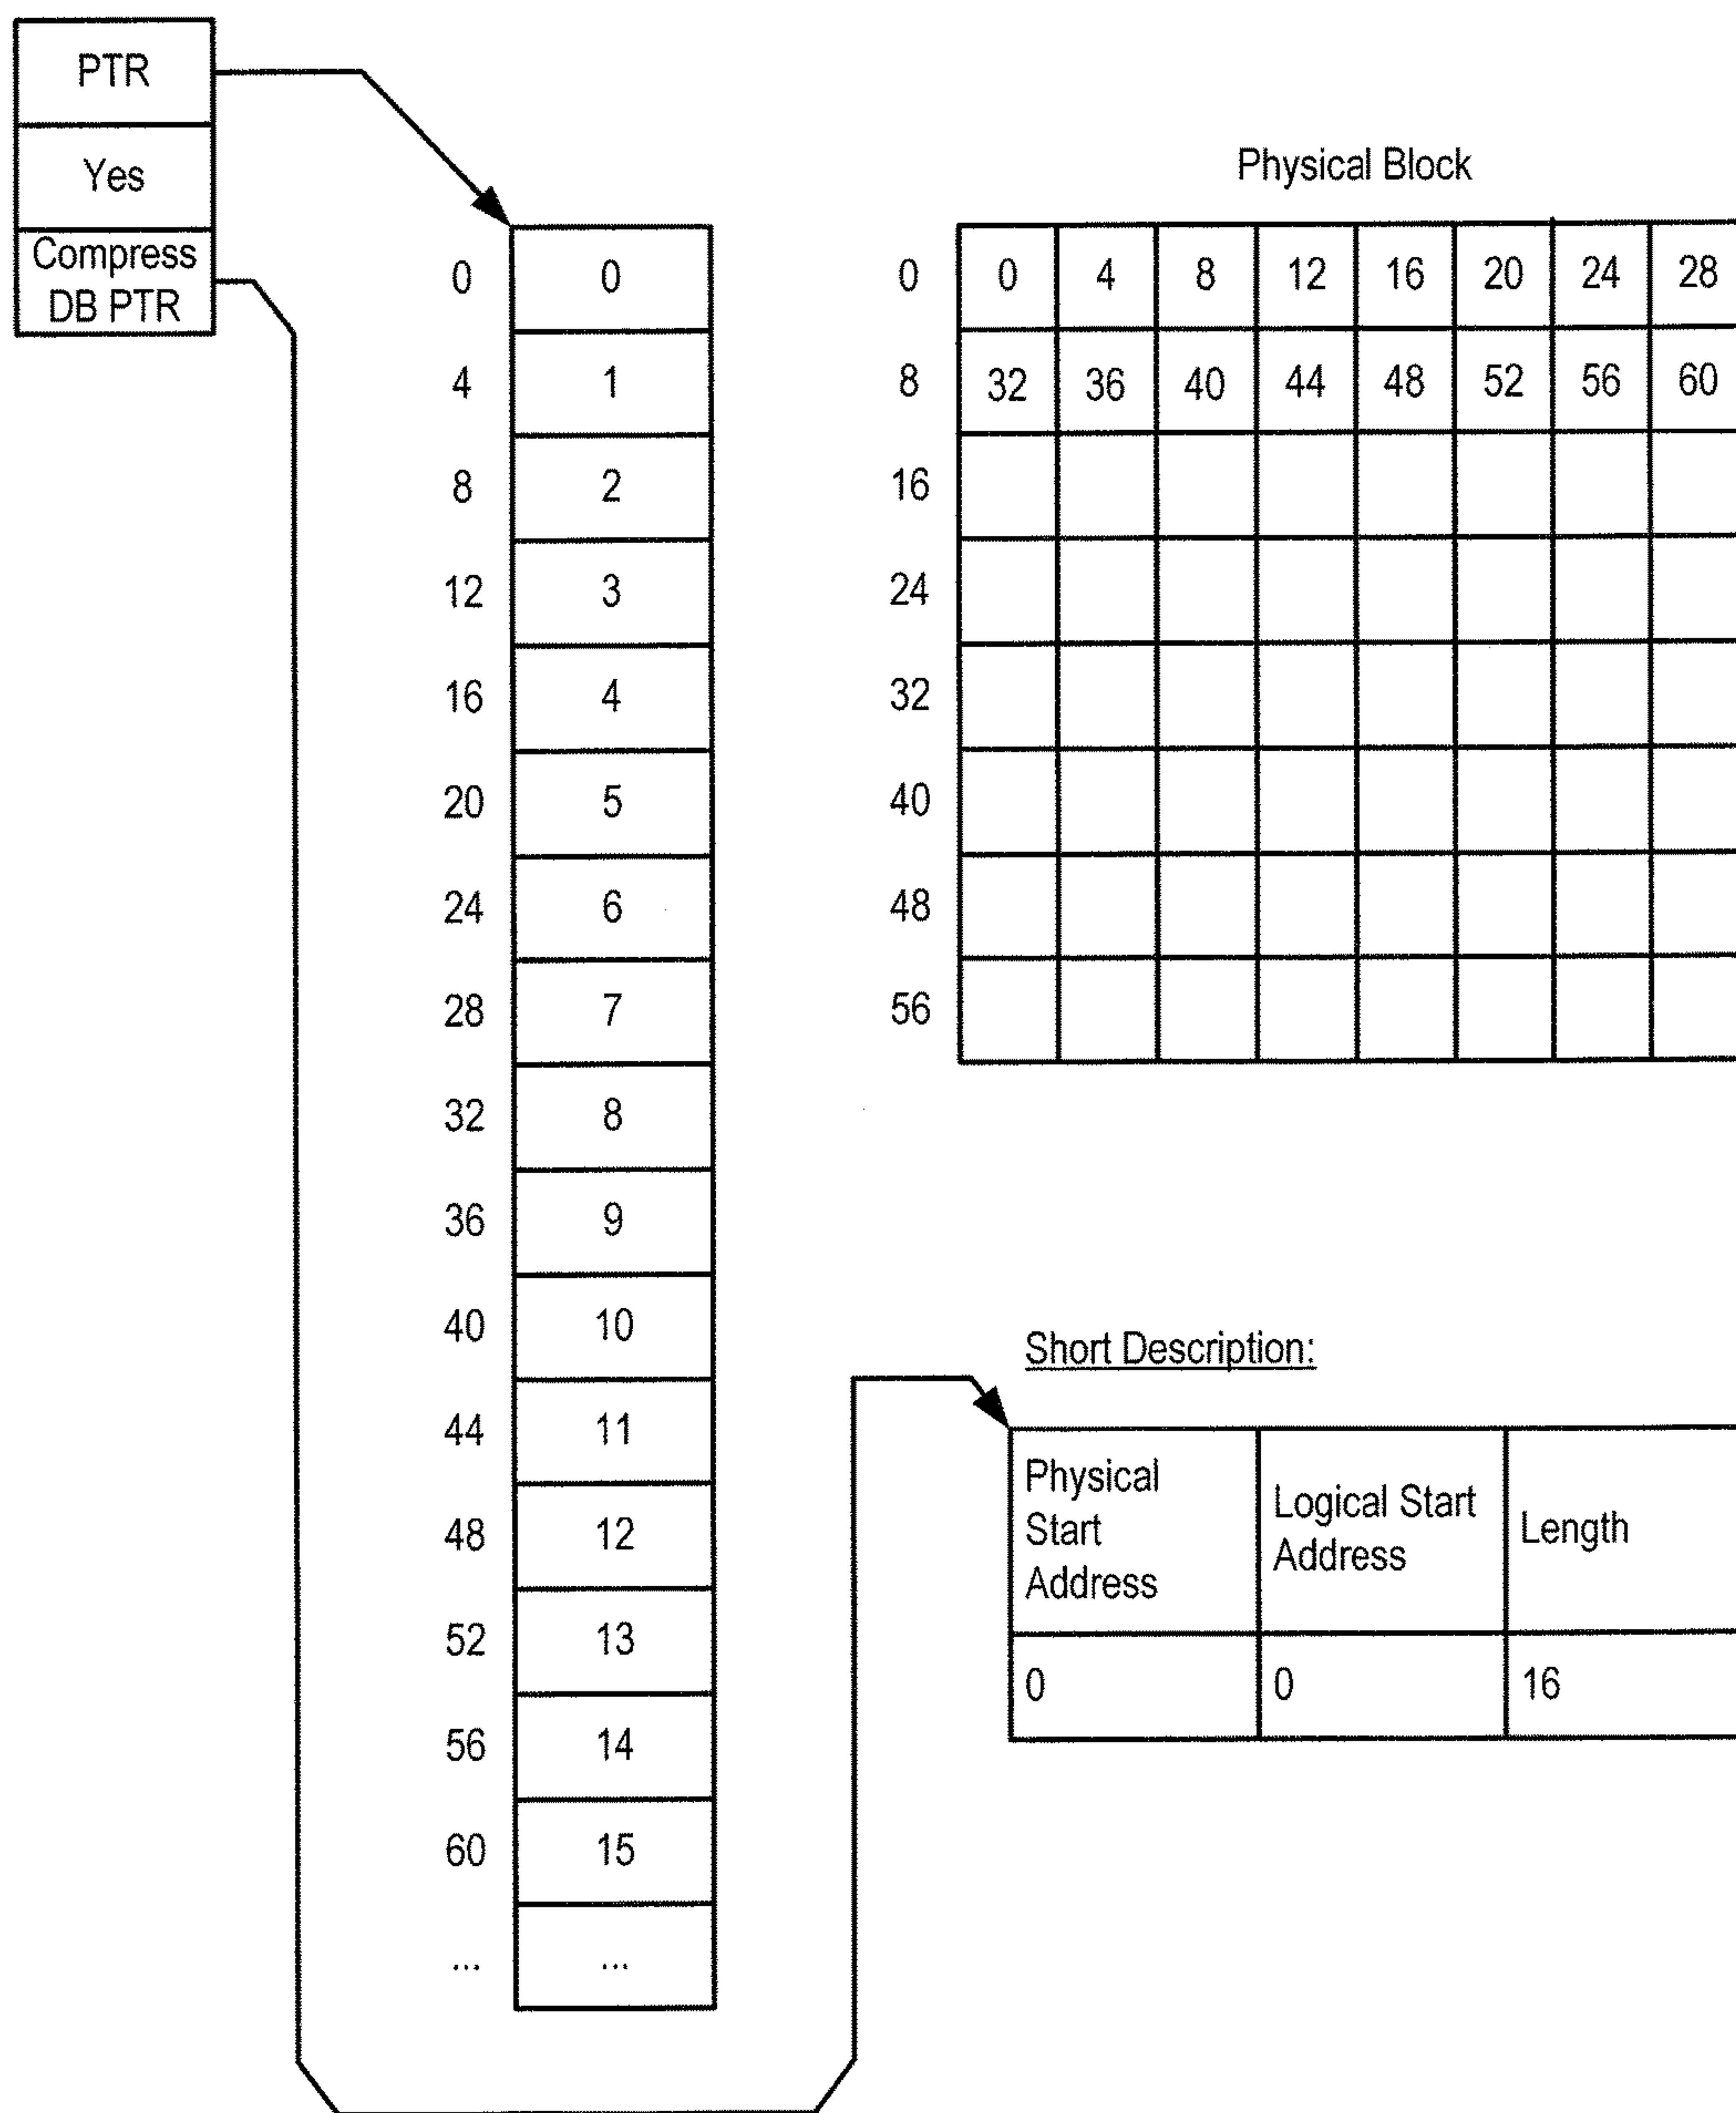 PTR
Yes
Compress
DB PTR
0 0
4 1
8 2
12 3
16 4
20 5
24 6
28 7
32 8
36 9
40 10
44 11
48 12
52 13
56 14
60 15
... ...
Physical Block
0 0 4 8 12 16 20 24 28
8 32 36 40 44 48 52 56 60
16
24
32
40
48
56
Short Description:
Physical
Start
Address
Logical Start
Address
Length
0 0 16